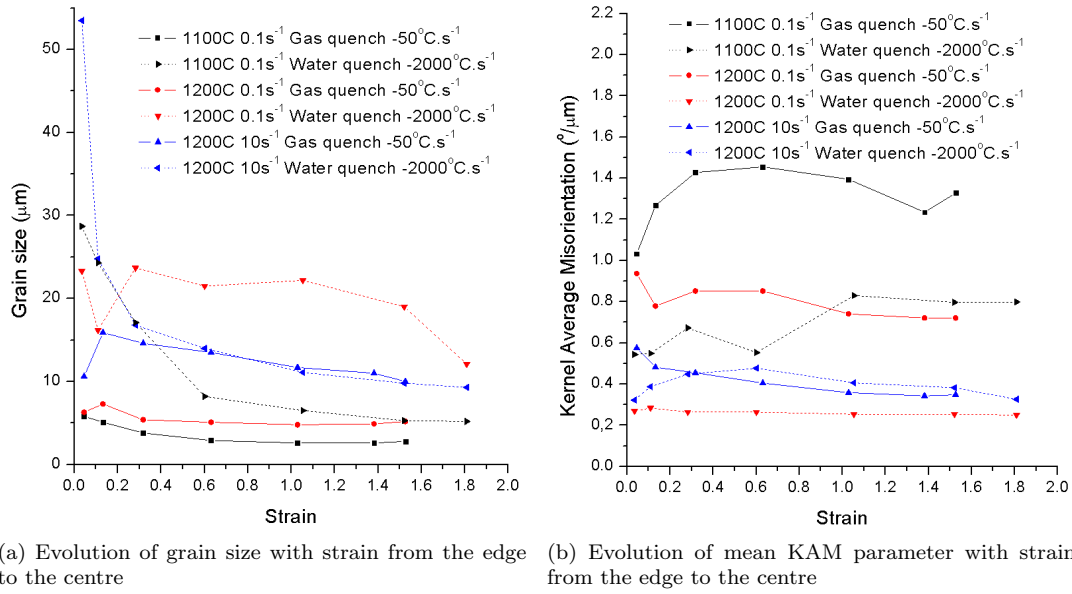 Grain size (μm)
50
40
30
20
10
0
1100C 0.1s⁻¹ Gas quench -50°C.s⁻¹
1100C 0.1s⁻¹ Water quench -2000°C.s⁻¹
1200C 0.1s⁻¹ Gas quench -50°C.s⁻¹
1200C 0.1s⁻¹ Water quench -2000°C.s⁻¹
1200C 10s⁻¹ Gas quench -50°C.s⁻¹
1200C 10s⁻¹ Water quench -2000°C.s⁻¹
0.0 0.2 0.4 0.6 0.8 1.0 1.2 1.4 1.6 1.8 2.0
Strain
(a) Evolution of grain size with strain from the edge
to the centre
Kernel Average Misorientation (°/μm)
2.2
2.0
1.8
1.6
1.4
1.2
1.0
0.8
0.6
0.4
0,2
0.0
1100C 0.1s⁻¹ Gas quench -50°C.s⁻¹
1100C 0.1s⁻¹ Water quench -2000°C.s⁻¹
1200C 0.1s⁻¹ Gas quench -50°C.s⁻¹
1200C 0.1s⁻¹ Water quench -2000°C.s⁻¹
1200C 10s⁻¹ Gas quench -50°C.s⁻¹
1200C 10s⁻¹ Water quench -2000°C.s⁻¹
0.0 0.2 0.4 0.6 0.8 1.0 1.2 1.4 1.6 1.8 2.0
Strain
(b) Evolution of mean KAM parameter with strain
from the edge to the centre